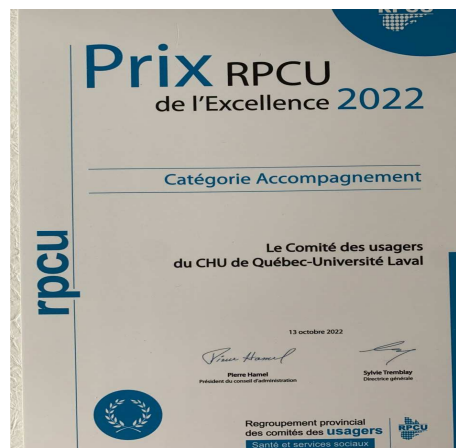 RPCU
Prix RPCU
de l'Excellence 2022
Catégorie Accompagnement
rpcu
Le Comité des usagers
du CHU de Québec-Université Laval
13 octobre 2022
Pierre Hamel
Pierre Hamel
Président du conseil d'administration
Sylvie Tremblay
Directrice générale
Regroupement provincial
des comités des usagers
Santé et services sociaux
RPCU